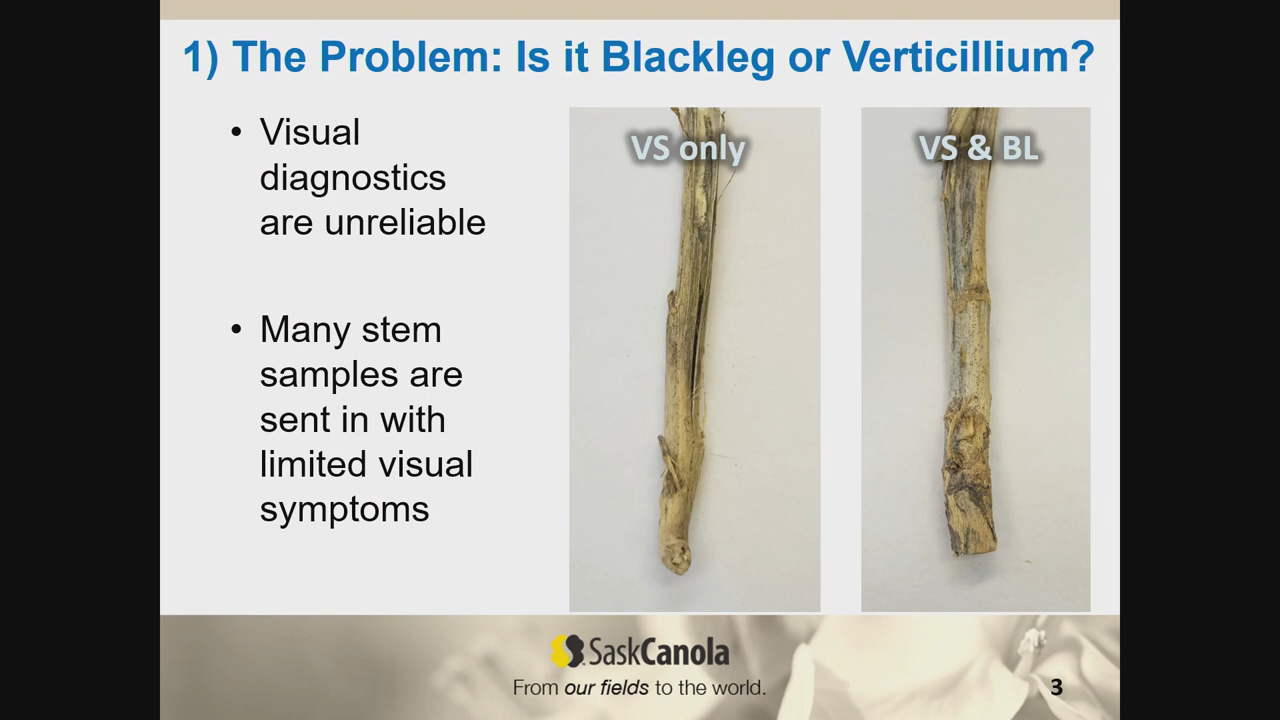 1) The Problem: Is it Blackleg or Verticillium?
• Visual
diagnostics
are unreliable
• Many stem
samples are
sent in with
limited visual
symptoms
VS only
VS & BL
SaskCanola
From our fields to the world.
3